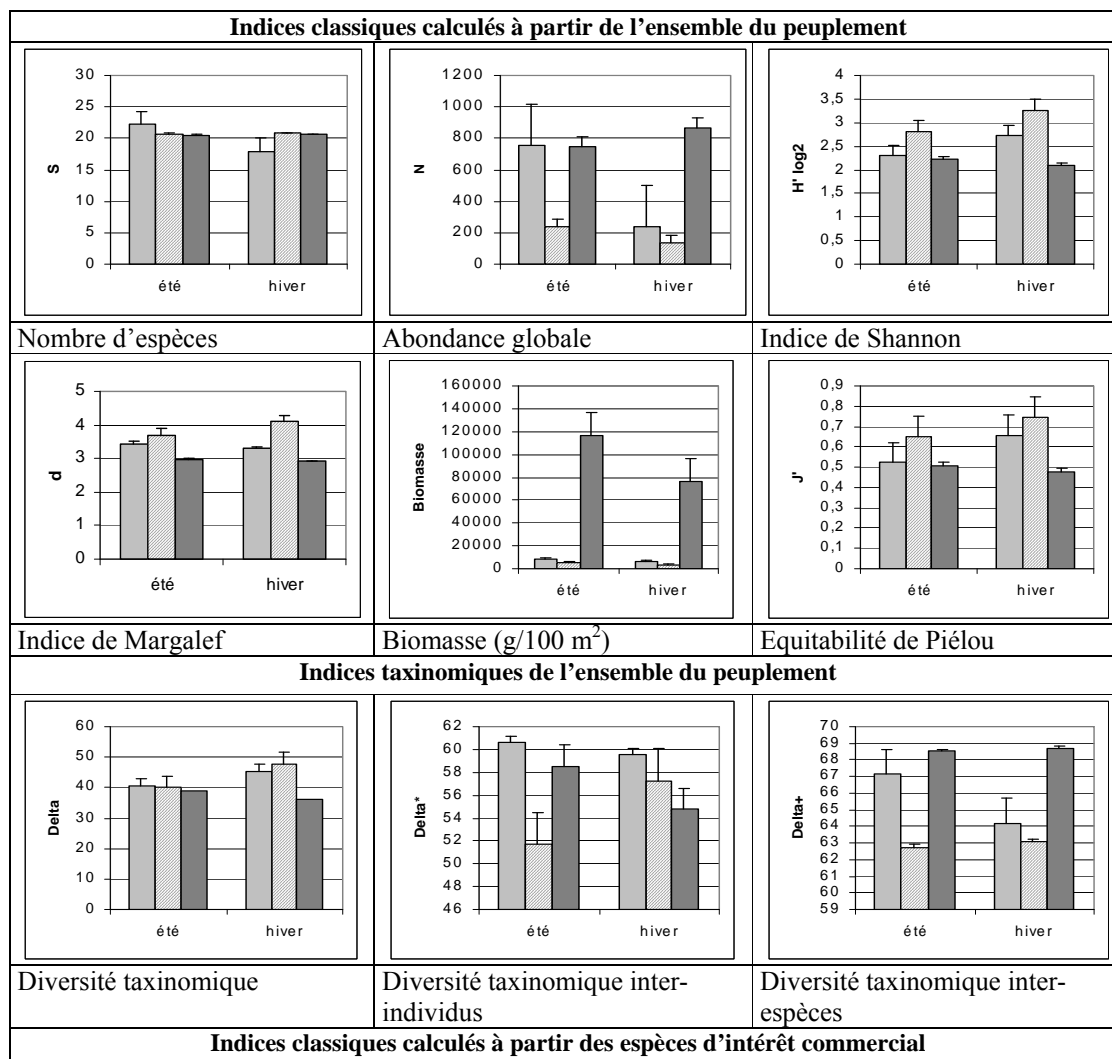 Indices classiques calculés à partir de l'ensemble du peuplement
30
25
20
15
10
5
0
S
été
hiver
1200
1000
800
600
400
200
0
N
été
hiver
4
3,5
3
2,5
2
1,5
1
0,5
0
H' log2
été
hiver
Nombre d'espèces
Abondance globale
Indice de Shannon
5
4
3
2
1
0
d
été
hiver
160000
140000
120000
100000
80000
60000
40000
20000
0
Biomasse
été
hiver
0,9
0,8
0,7
0,6
0,5
0,4
0,3
0,2
0,1
0
J'
été
hiver
Indice de Margalef
Biomasse (g/100 m²)
Equitabilité de Piélou
Indices taxinomiques de l'ensemble du peuplement
60
50
40
30
20
10
0
Delta
été
hiver
62
60
58
56
54
52
50
48
46
Delta*
été
hiver
70
69
68
67
66
65
64
63
62
61
60
59
Delta+
été
hiver
Diversité taxinomique
Diversité taxinomique inter-
individus
Diversité taxinomique inter-
espèces
Indices classiques calculés à partir des espèces d'intérêt commercial